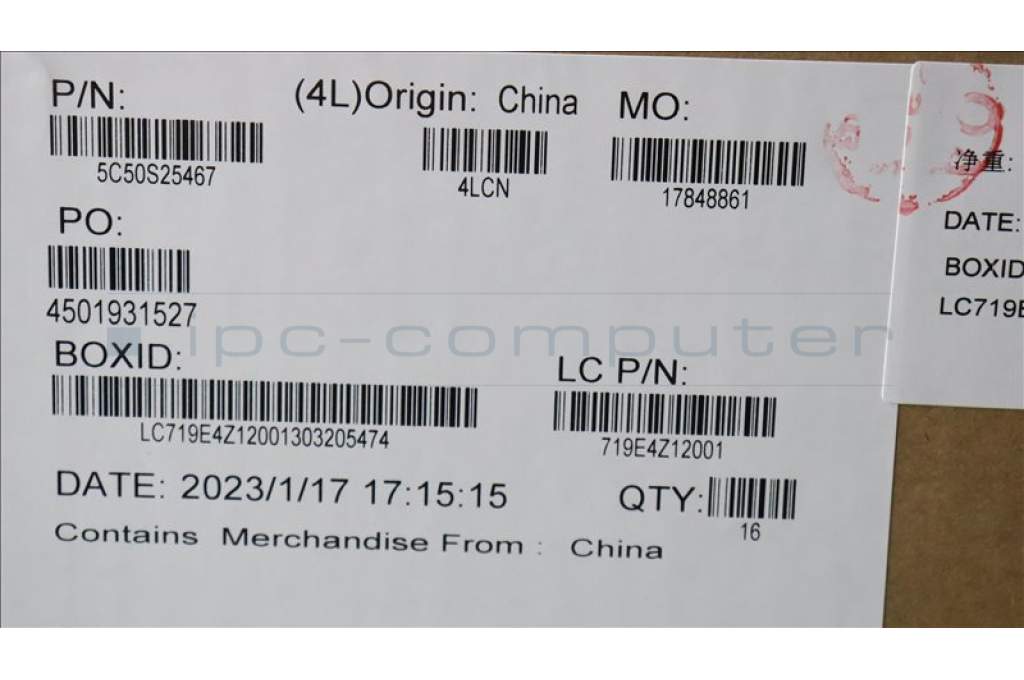 P/N:
(4L)Origin: China
MO:
5C50S25467
4LCN
17848861
PO:
4501931527
ipc-computer
BOXID:
LC P/N:
LC719E4Z12001303205474
719E4Z12001
DATE: 2023/1/17 17:15:15
QTY:
16
Contains Merchandise From : China
净重:
DATE:
BOXID
LC719E